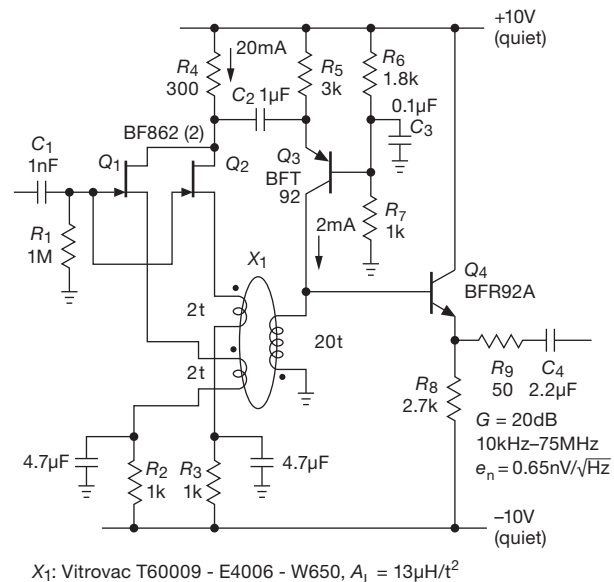 +10V
(quiet)
20mA
R4
300
R5
3k
R6
1.8k
C2 1µF
0.1µF
C3
BF862 (2)
C1
1nF
Q1
Q2
Q3
BFT
92
R1
1M
R7
1k
2mA
X1
Q4
BFR92A
2t
20t
2t
R9
50
C4
2.2µF
R8
2.7k
G = 20dB
10kHz–75MHz
en = 0.65nV/√Hz
4.7µF
R2
1k
R3
1k
4.7µF
–10V
(quiet)
X1: Vitrovac T60009 - E4006 - W650, AL = 13µH/t²